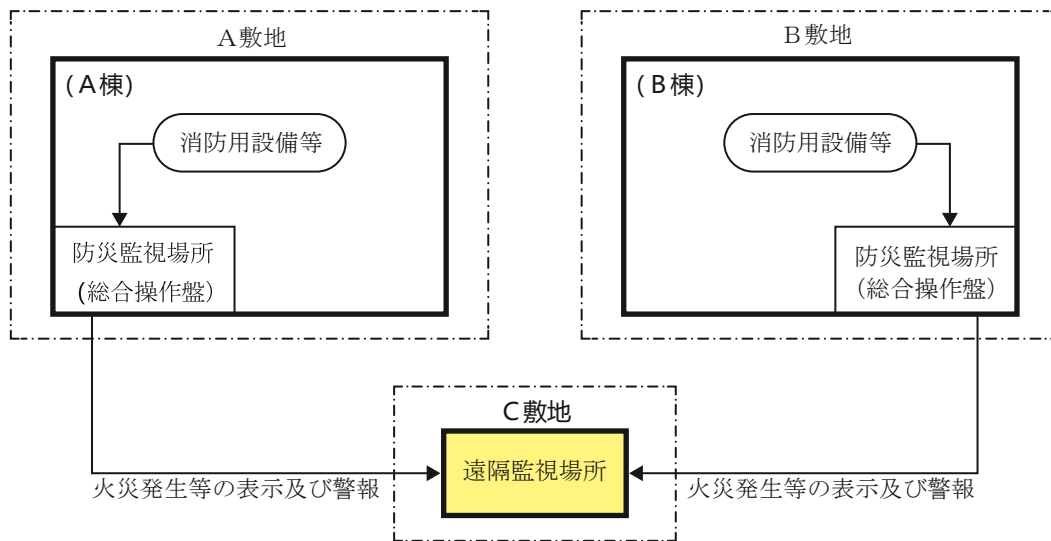 A敷地
(A棟)
消防用設備等
防災監視場所
(総合操作盤)
B敷地
(B棟)
消防用設備等
防災監視場所
(総合操作盤)
C敷地
遠隔監視場所
火災発生等の表示及び警報
火災発生等の表示及び警報